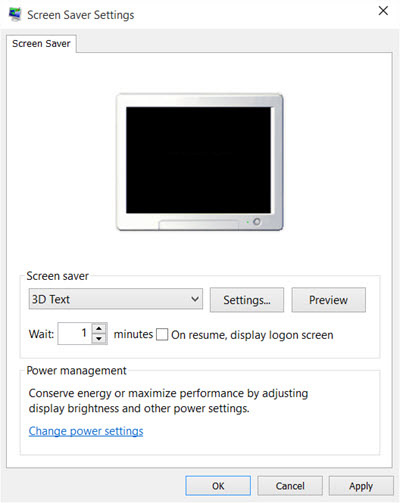 Screen Saver Settings
Screen Saver
Screen saver
3D Text
Settings...
Preview
Wait: 1 minutes On resume, display logon screen
Power management
Conserve energy or maximize performance by adjusting
display brightness and other power settings.
Change power settings
OK
Cancel
Apply